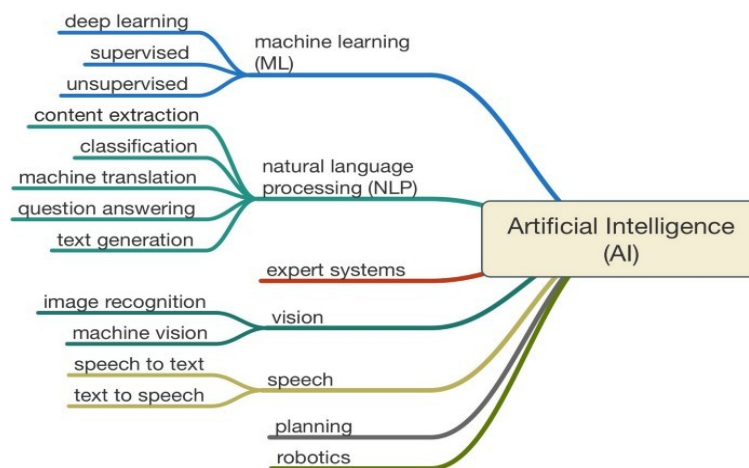 deep learning
supervised
unsupervised
machine learning
(ML)
content extraction
classification
machine translation
question answering
text generation
natural language
processing (NLP)
Artificial Intelligence
(AI)
expert systems
image recognition
machine vision
vision
speech to text
text to speech
speech
planning
robotics